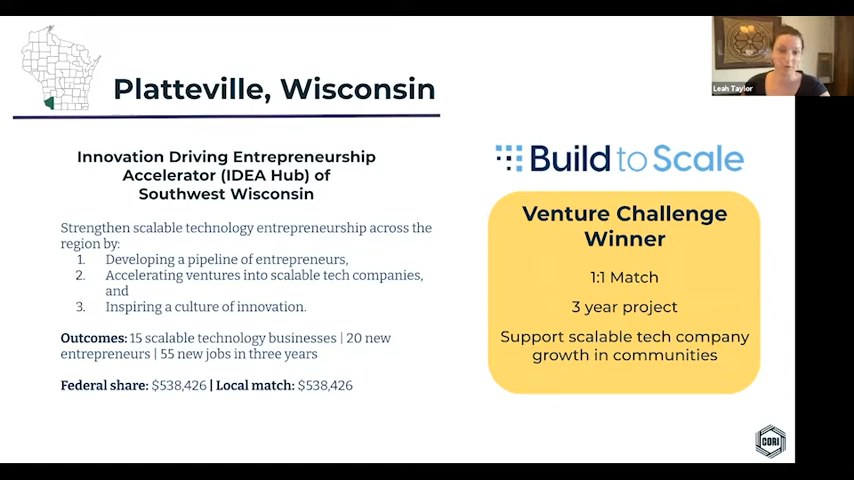 Platteville, Wisconsin
Innovation Driving Entrepreneurship
Accelerator (IDEA Hub) of
Southwest Wisconsin
Strengthen scalable technology entrepreneurship across the
region by:
1. Developing a pipeline of entrepreneurs,
2. Accelerating ventures into scalable tech companies,
and
3. Inspiring a culture of innovation.
Outcomes: 15 scalable technology businesses | 20 new
entrepreneurs | 55 new jobs in three years
Federal share: $538,426 | Local match: $538,426
Build to Scale
Venture Challenge
Winner
1:1 Match
3 year project
Support scalable tech company
growth in communities
Leah Taylor
CORI